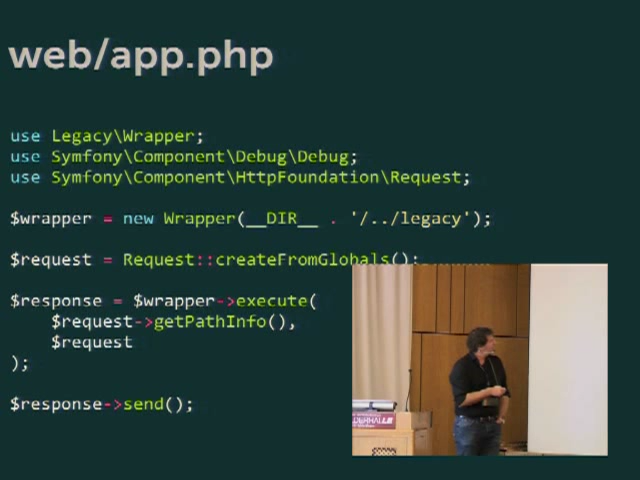 web/app.php
use Legacy\Wrapper;
use Symfony\Component\Debug\Debug;
use Symfony\Component\HttpFoundation\Request;
$wrapper = new Wrapper(__DIR__ . '/../legacy');
$request = Request::createFromGlobals();
$response = $wrapper->execute(
$request->getPathInfo(),
$request
);
$response->send();